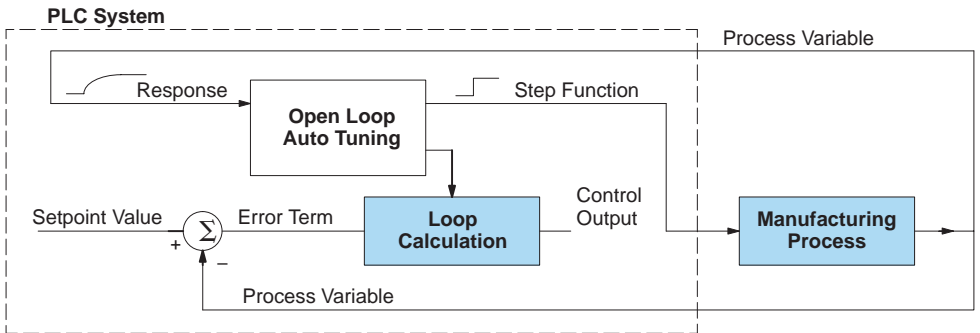 PLC System
Process Variable
Response
Step Function
Open Loop
Auto Tuning
Setpoint Value
+
Σ
−
Error Term
Loop
Calculation
Control
Output
Manufacturing
Process
Process Variable